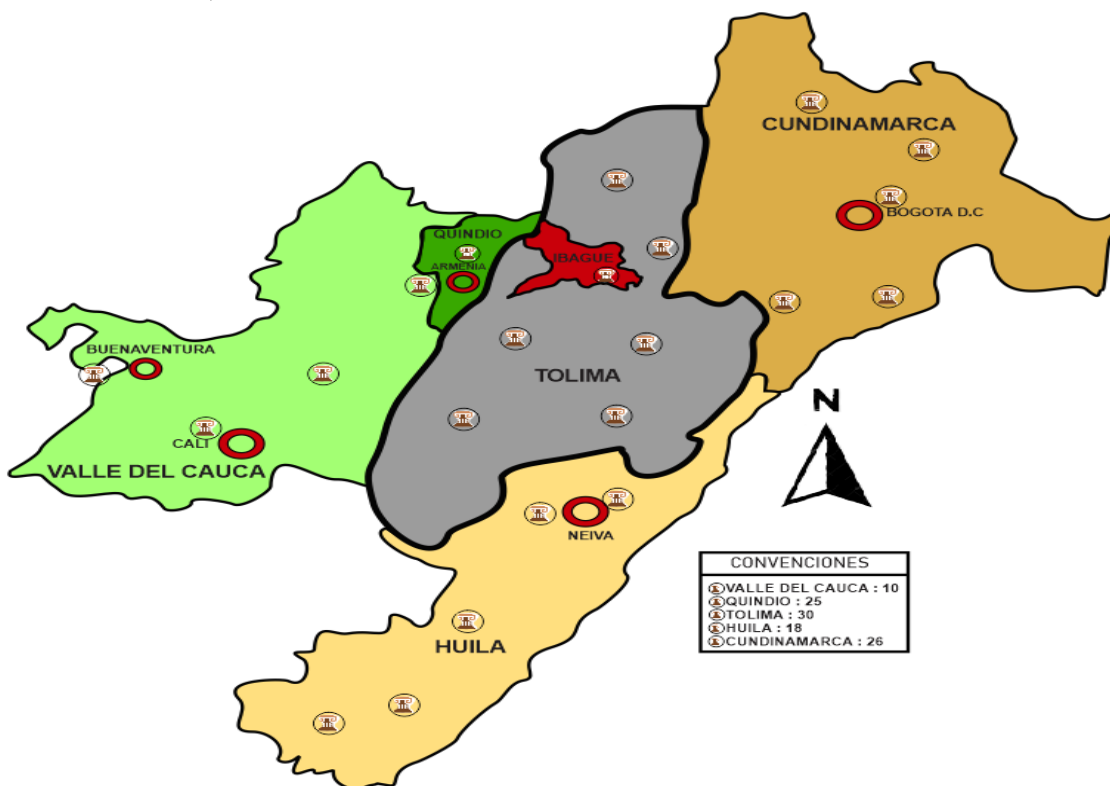 CUNDINAMARCA
BOGOTA D.C
QUINDIO
ARMENIA
IBAGUE
BUENAVENTURA
TOLIMA
CALI
VALLE DEL CAUCA
N
NEIVA
HUILA
CONVENCIONES
VALLE DEL CAUCA : 10
QUINDIO : 25
TOLIMA : 30
HUILA : 18
CUNDINAMARCA : 26